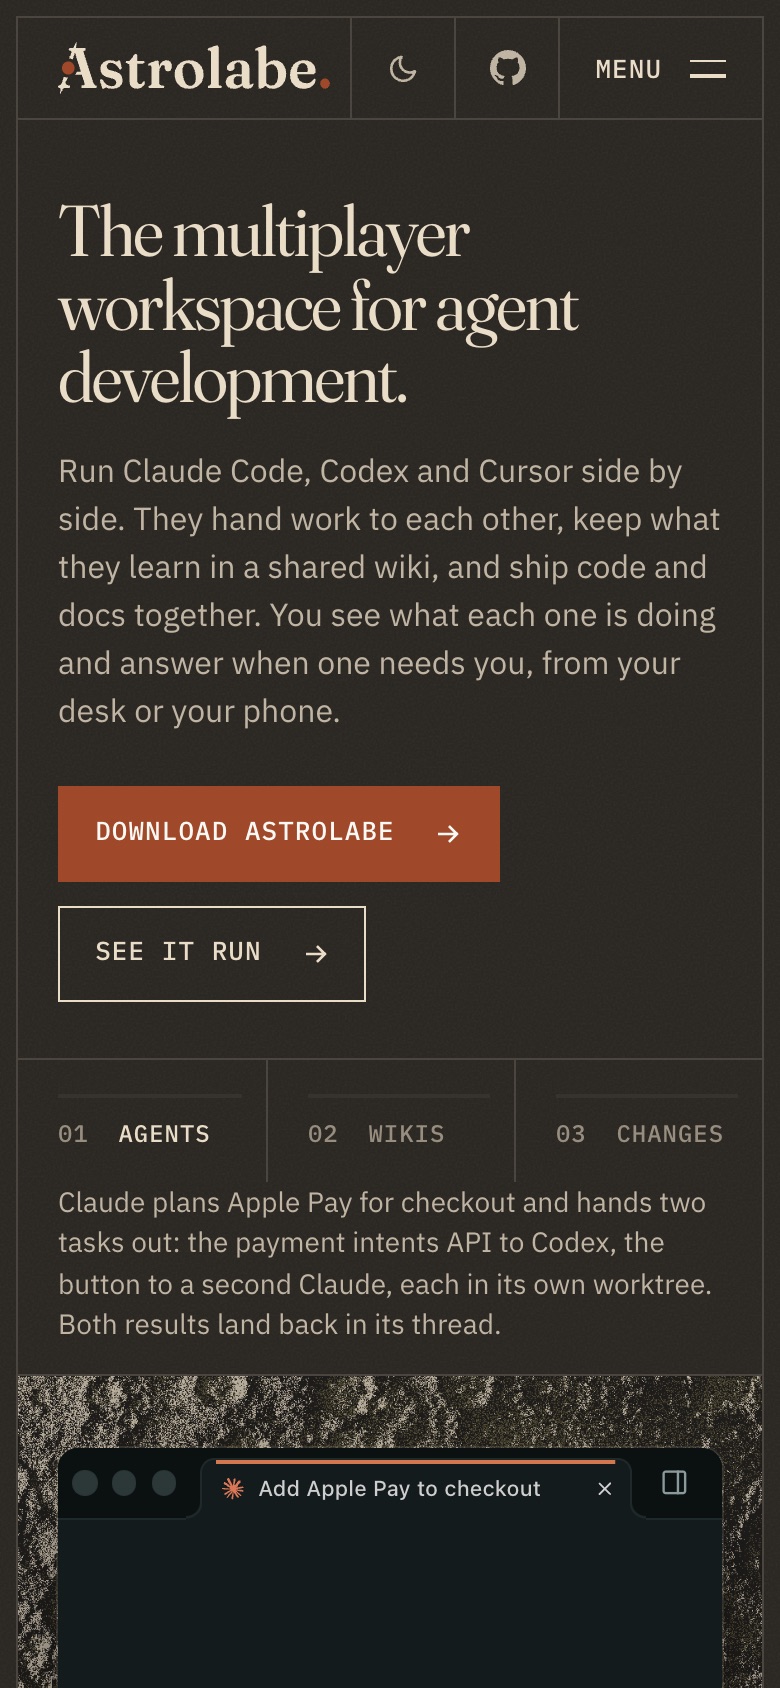 Astrolabe.
MENU
The multiplayer
workspace for agent
development.
Run Claude Code, Codex and Cursor side by
side. They hand work to each other, keep what
they learn in a shared wiki, and ship code and
docs together. You see what each one is doing
and answer when one needs you, from your
desk or your phone.
DOWNLOAD ASTROLABE →
SEE IT RUN →
01 AGENTS
02 WIKIS
03 CHANGES
Claude plans Apple Pay for checkout and hands two
tasks out: the payment intents API to Codex, the
button to a second Claude, each in its own worktree.
Both results land back in its thread.
Add Apple Pay to checkout